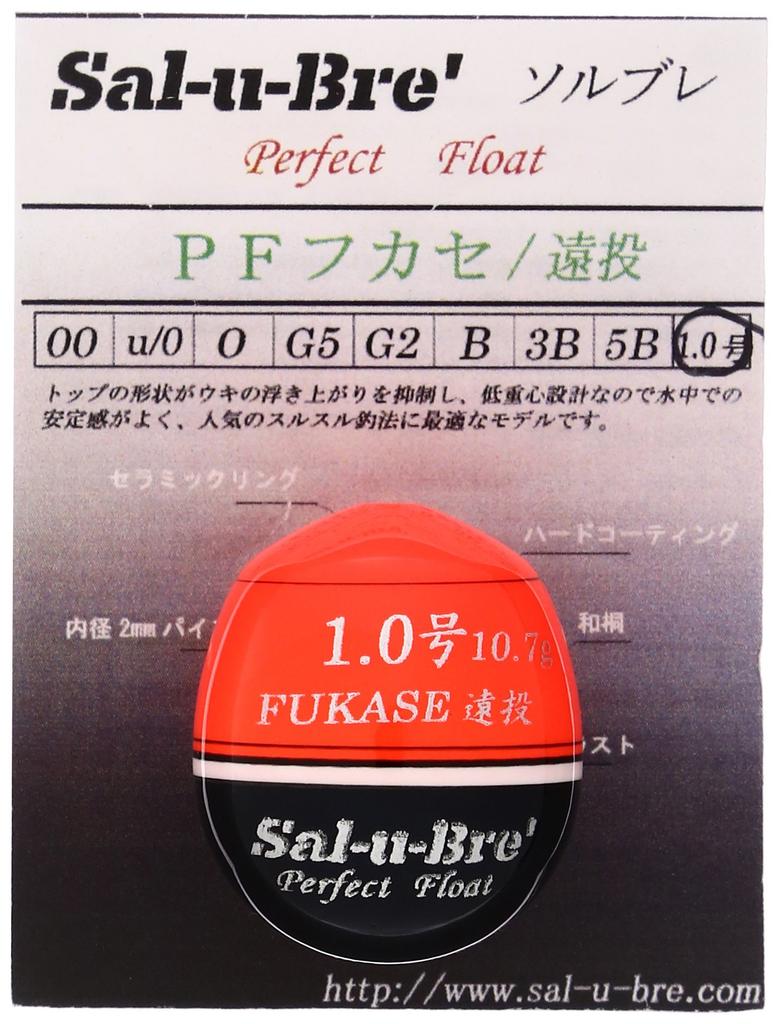 Sal-u-Bre' ソルブレ
Perfect Float
PFフカセ/遠投
00 u/0 0 G5 G2 B 3B 5B 1.0号
トップの形状がウキの浮き上がりを抑制し、低重心設計なので水中での
安定感がよく、人気のスルスル釣法に最適なモデルです。
セラミックリング
ハードコーティング
内径2mmパイ
和桐
1.0号10.7g
FUKASE 遠投
スト
Sal-u-Bre'
Perfect Float
http://www.sal-u-bre.com